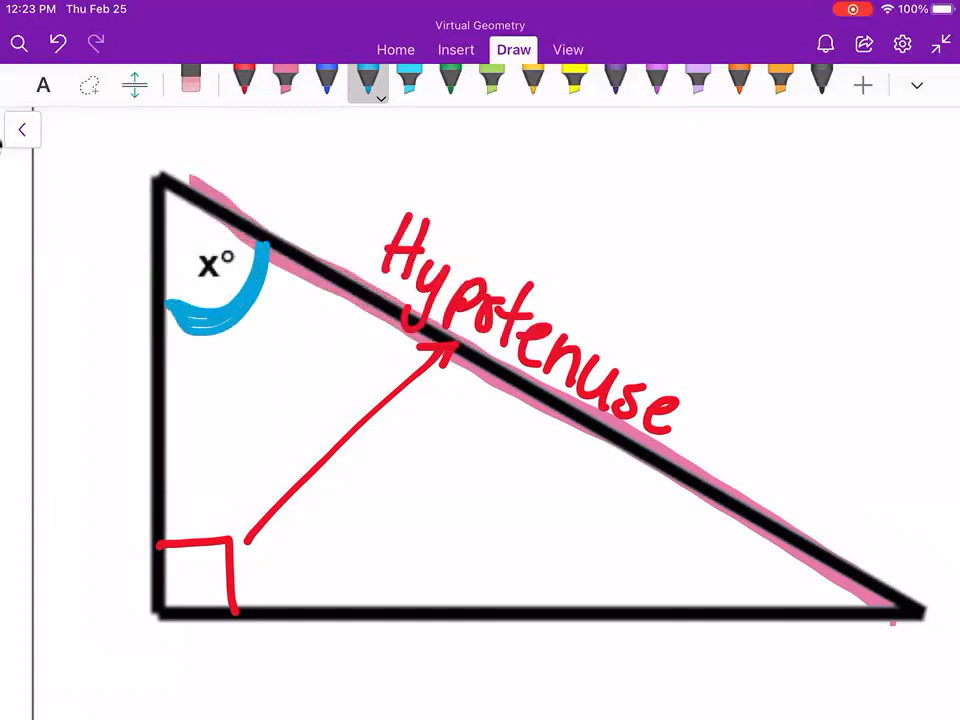 12:23 PM Thu Feb 25
100%
Virtual Geometry
Home Insert Draw View
A
Hypotenuse
x°